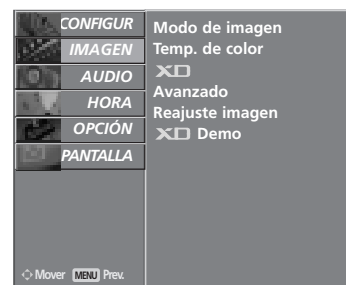 CONFIGUR
IMAGEN
AUDIO
HORA
OPCIÓN
PANTALLA
Mover MENU Prev.
Modo de imagen
Temp. de color
XD
Avanzado
Reajuste imagen
XD Demo